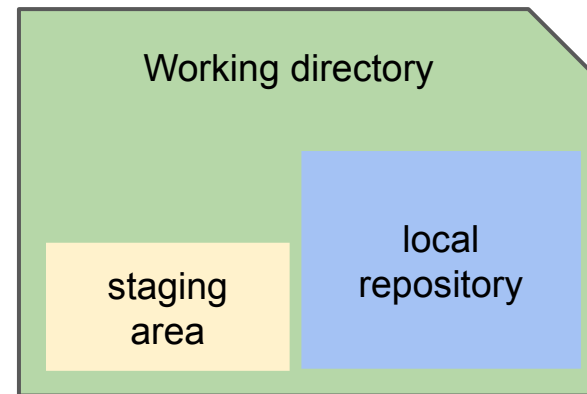 Working directory
local
repository
staging
area